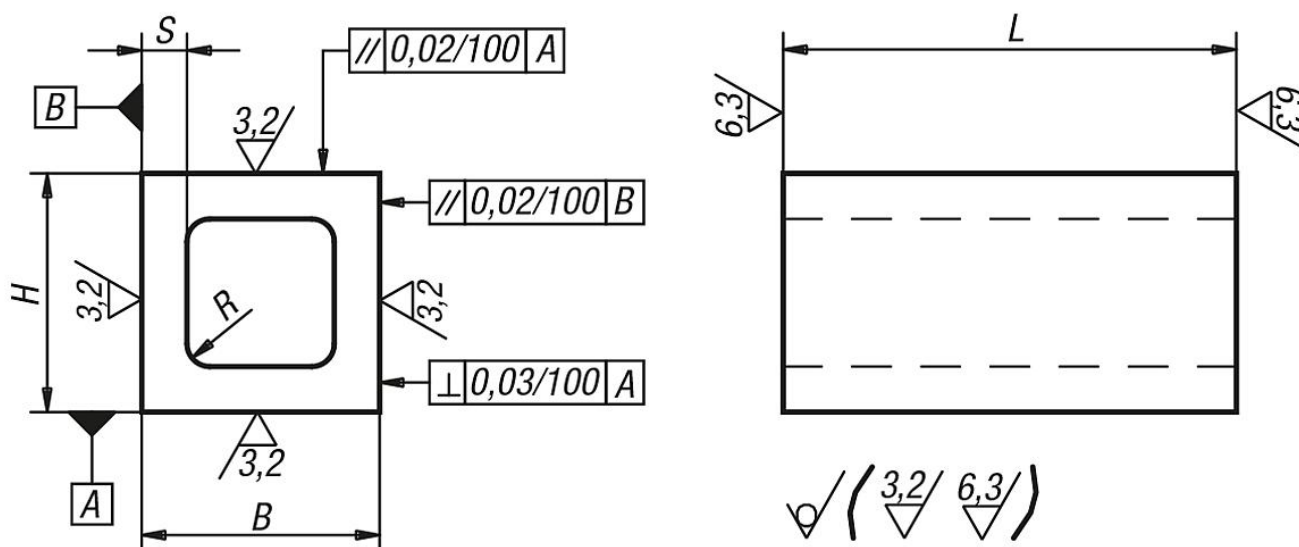 S
// 0,02/100 A
L
B
3,2
6,3
6,3
// 0,02/100 B
H
3,2
R
3,2
⊥ 0,03/100 A
3,2
A
B
3,2 6,3